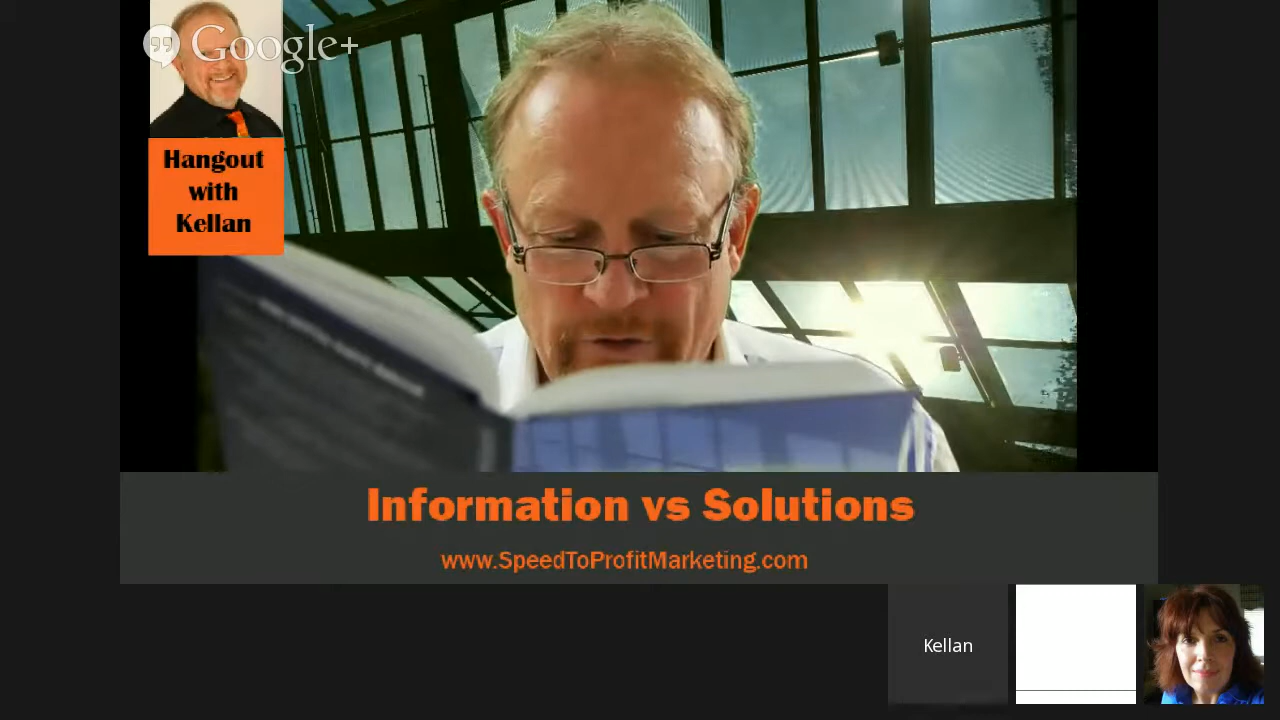 Google+
Hangout
with
Kellan
Information vs Solutions
www.SpeedToProfitMarketing.com
Kellan